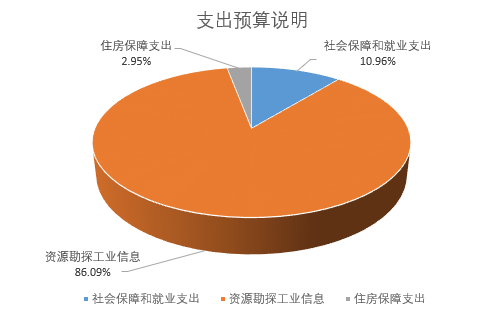 支出预算说明
住房保障支出
2.95%
社会保障和就业支出
10.96%
资源勘探工业信息
86.09%
社会保障和就业支出 资源勘探工业信息 住房保障支出